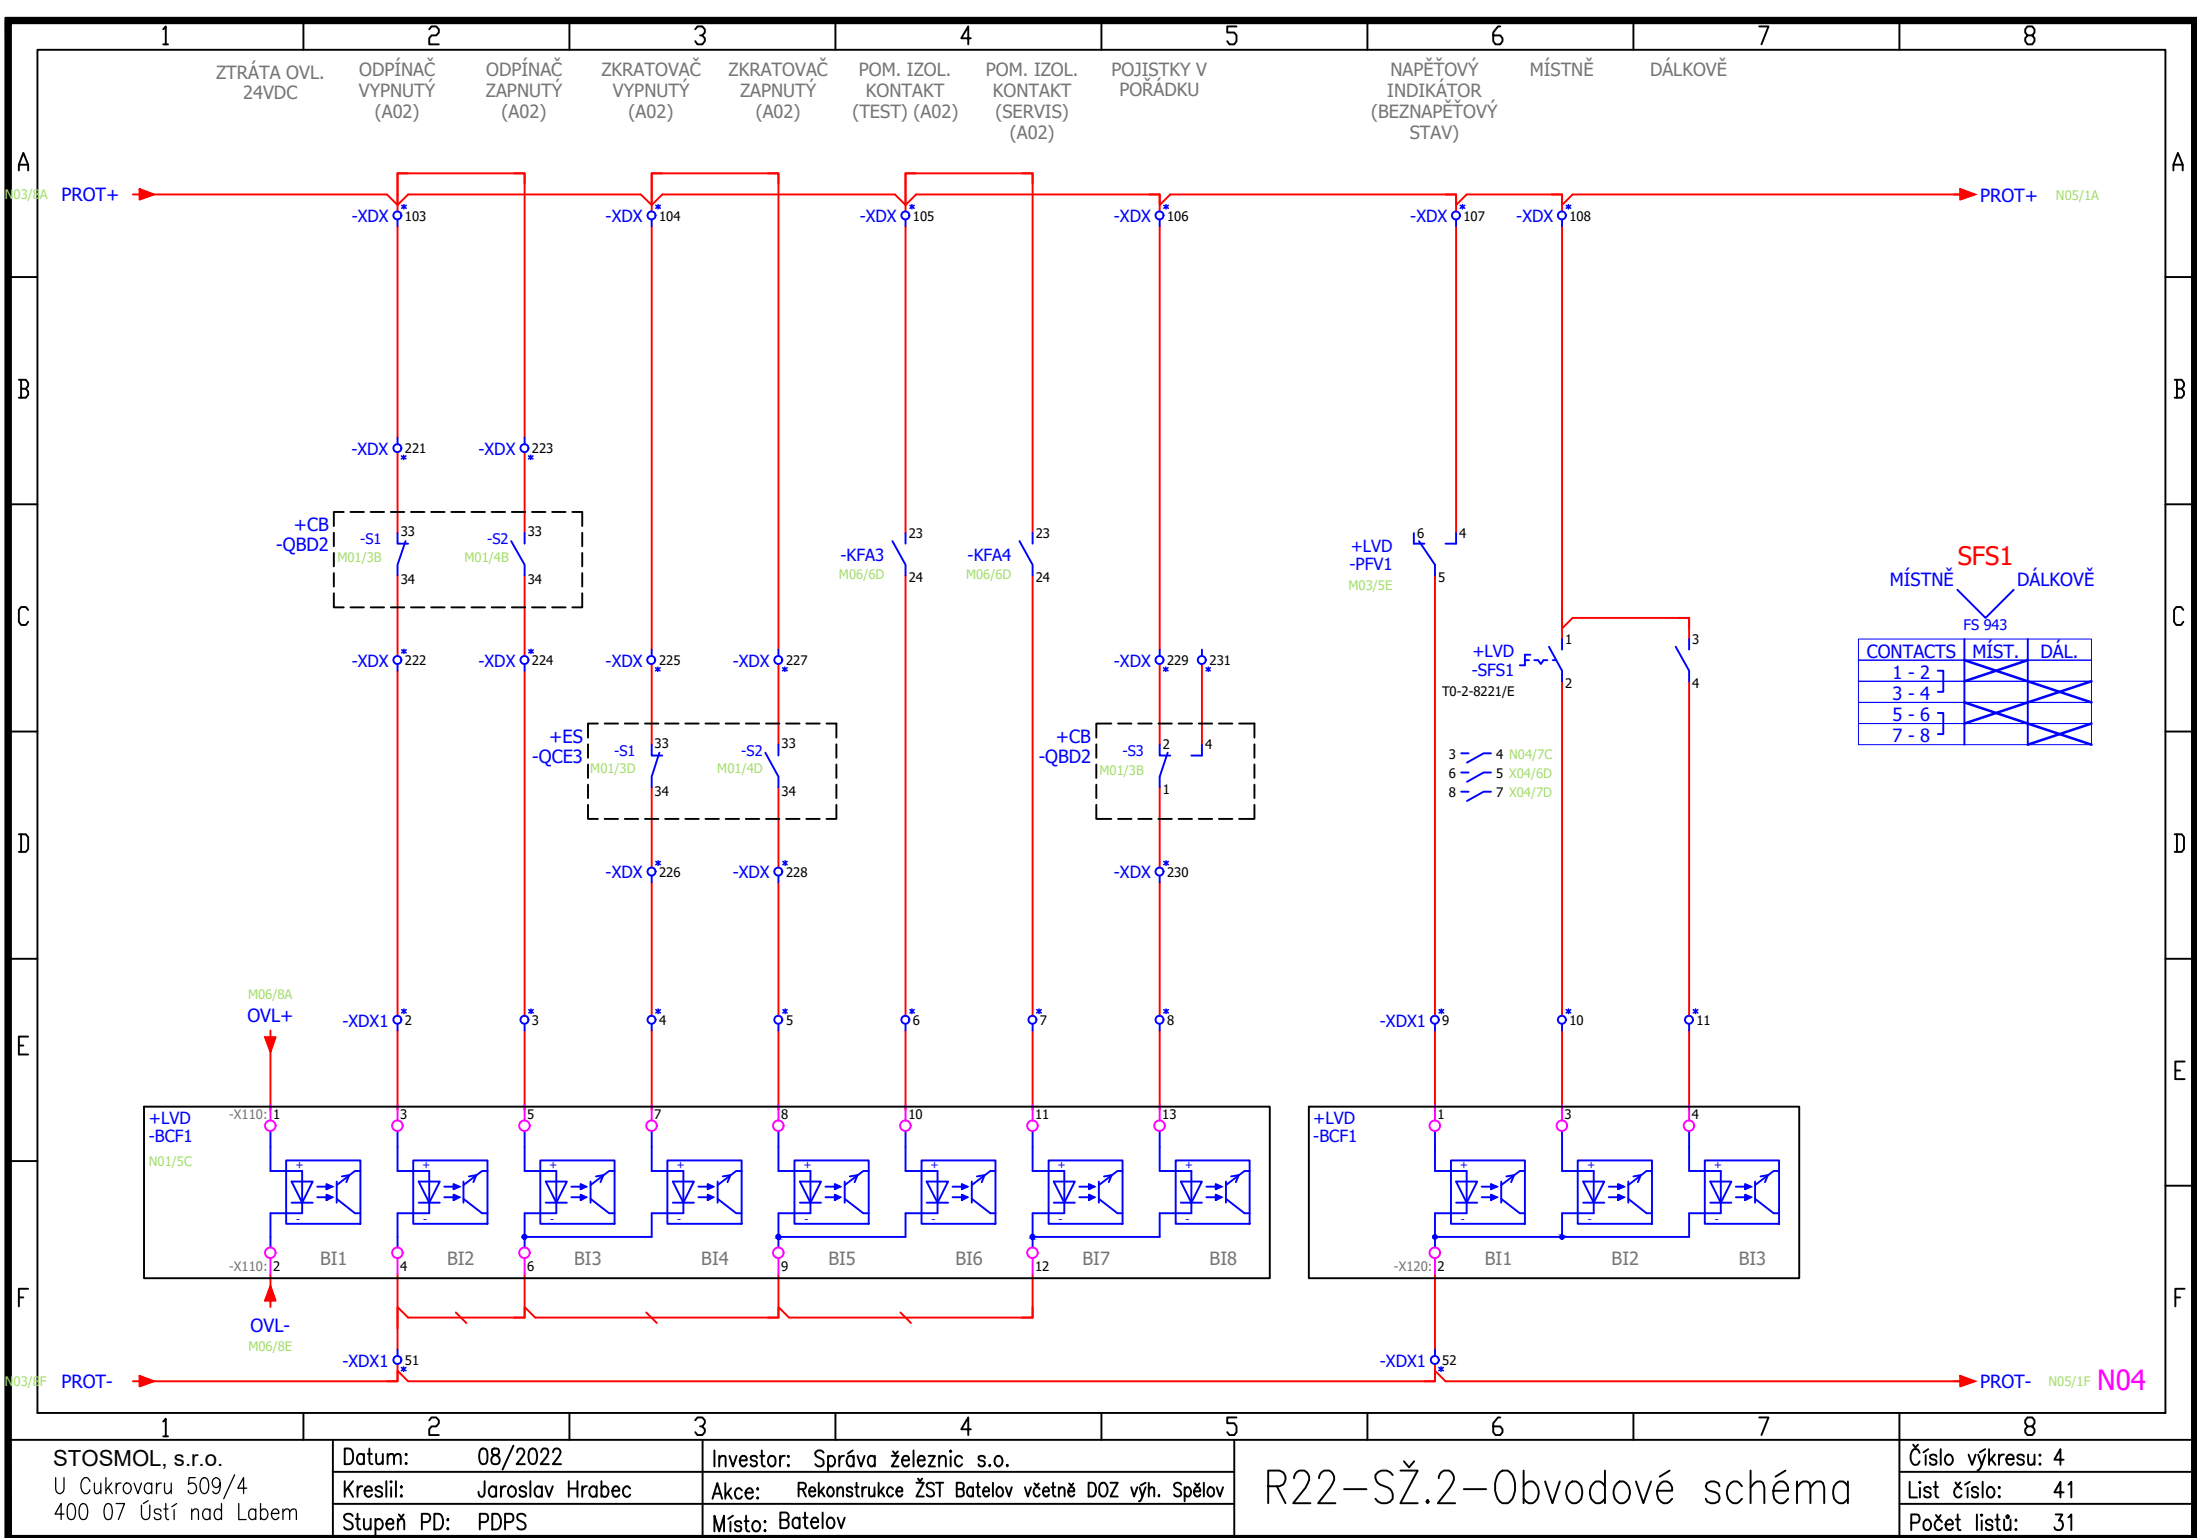 1 2 3 4 5 6 7 8
ZTRÁTA OVL.
24VDC
ODPÍNAČ
VYPNUTÝ
(A02)
ODPÍNAČ
ZAPNUTÝ
(A02)
ZKRATOVAČ
VYPNUTÝ
(A02)
ZKRATOVAČ
ZAPNUTÝ
(A02)
POM. IZOL.
KONTAKT
(TEST) (A02)
POM. IZOL.
KONTAKT
(SERVIS)
(A02)
POJISTKY V
POŘÁDKU
NAPĚŤOVÝ
INDIKÁTOR
(BEZNAPĚŤOVÝ
STAV)
MÍSTNĚ
DÁLKOVĚ
A A
N03/8A PROT+ PROT+ N05/1A
-XDX 103 -XDX 104 -XDX 105 -XDX 106 -XDX 107 -XDX 108
B B
-XDX 221 -XDX 223
+CB
-QBD2
-S1 33
M01/3B
34
-S2 33
M01/4B
34
-KFA3 23
M06/6D 24
-KFA4 23
M06/6D 24
+LVD
-PFV1
M03/5E
6 4
5
SFS1
MÍSTNĚ DÁLKOVĚ
FS 943
CONTACTS MÍST. DÁL.
1 - 2
3 - 4
5 - 6
7 - 8
C C
-XDX 222 -XDX 224 -XDX 225 -XDX 227 -XDX 229 231
+LVD
-SFS1
T0-2-8221/E
1 3
2 4
+ES
-QCE3
-S1 33
M01/3D
34
-S2 33
M01/4D
34
+CB
-QBD2
-S3 2 4
M01/3B
1
3 4 N04/7C
6 5 X04/6D
8 7 X04/7D
D D
-XDX 226 -XDX 228 -XDX 230
M06/8A
OVL+
-XDX1 2 3 4 5 6 7 8 -XDX1 9 10 11
E E
+LVD
-BCF1
N01/5C
-X110: 1 3 5 7 8 10 11 13
+LVD
-BCF1
1 3 4
+ + + + + + + + + + +
- - - - - - - - - - -
BI1 BI2 BI3 BI4 BI5 BI6 BI7 BI8 BI1 BI2 BI3
-X110: 2 4 6 9 12 -X120: 2
F F
OVL-
M06/8E
-XDX1 51 -XDX1 52
N03/8F PROT- PROT- N05/1F N04
1 2 3 4 5 6 7 8
STOSMOL, s.r.o.
U Cukrovaru 509/4
400 07 Ústí nad Labem
Datum: 08/2022
Kreslil: Jaroslav Hrabec
Stupeň PD: PDPS
Investor: Správa železnic s.o.
Akce: Rekonstrukce ŽST Batelov včetně DOZ výh. Spělov
Místo: Batelov
R22-SŽ.2-Obvodové schéma
Číslo výkresu: 4
List číslo: 41
Počet listů: 31